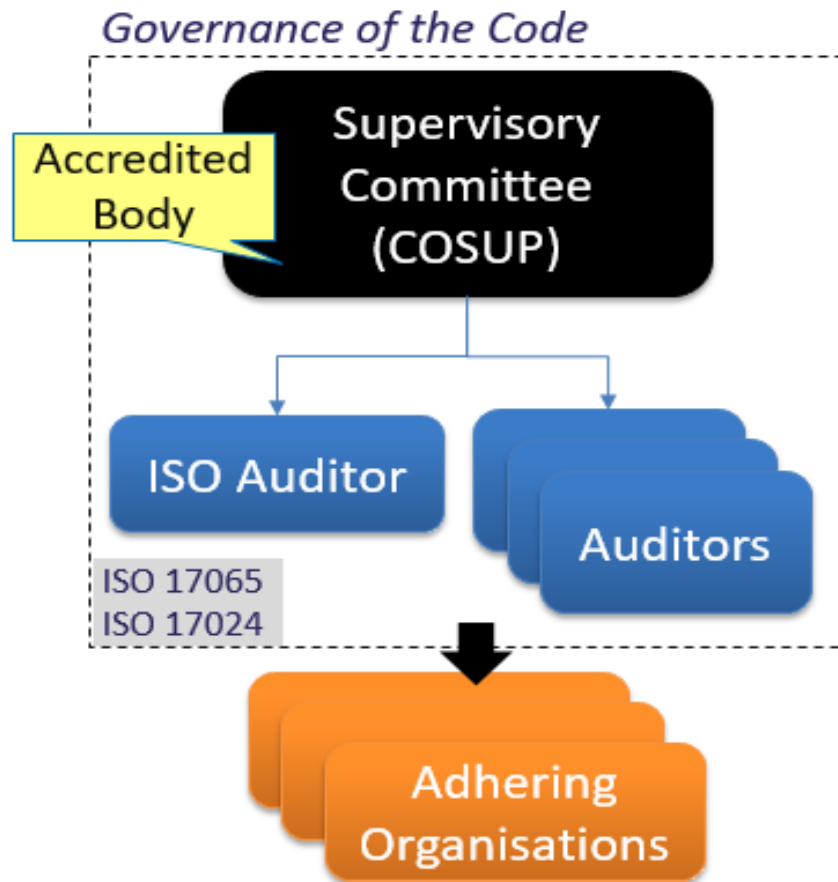 Governance of the Code
Supervisory
Committee
(COSUP)
Accredited
Body
ISO Auditor
Auditors
ISO 17065
ISO 17024
Adhering
Organisations